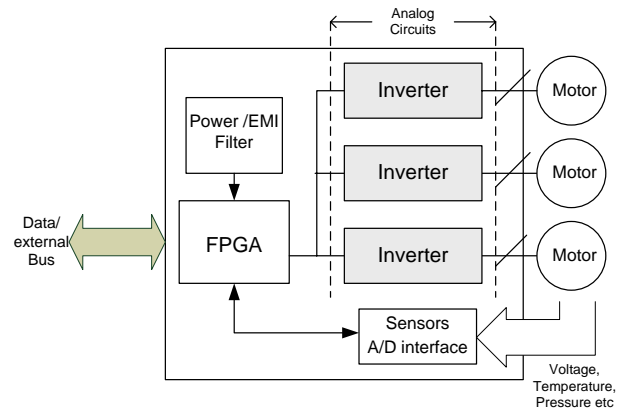 Analog
Circuits
Inverter
Motor
Power /EMI
Filter
Inverter
Motor
Data/
external
Bus
FPGA
Inverter
Motor
Sensors
A/D interface
Voltage,
Temperature,
Pressure etc